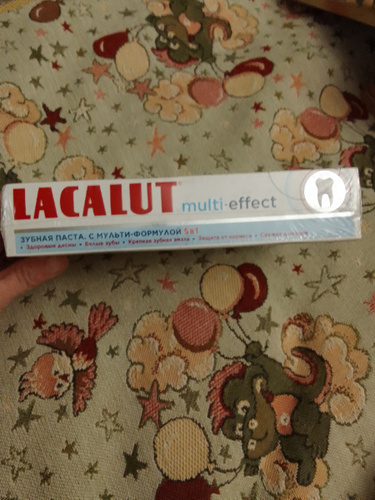 LACALUT multi-effect
ЗУБНАЯ ПАСТА, С МУЛЬТИ-ФОРМУЛОЙ 5в1
• Здоровые десны • Белые зубы • Крепкая зубная эмаль • Защита от кариеса • Свежее дыхание